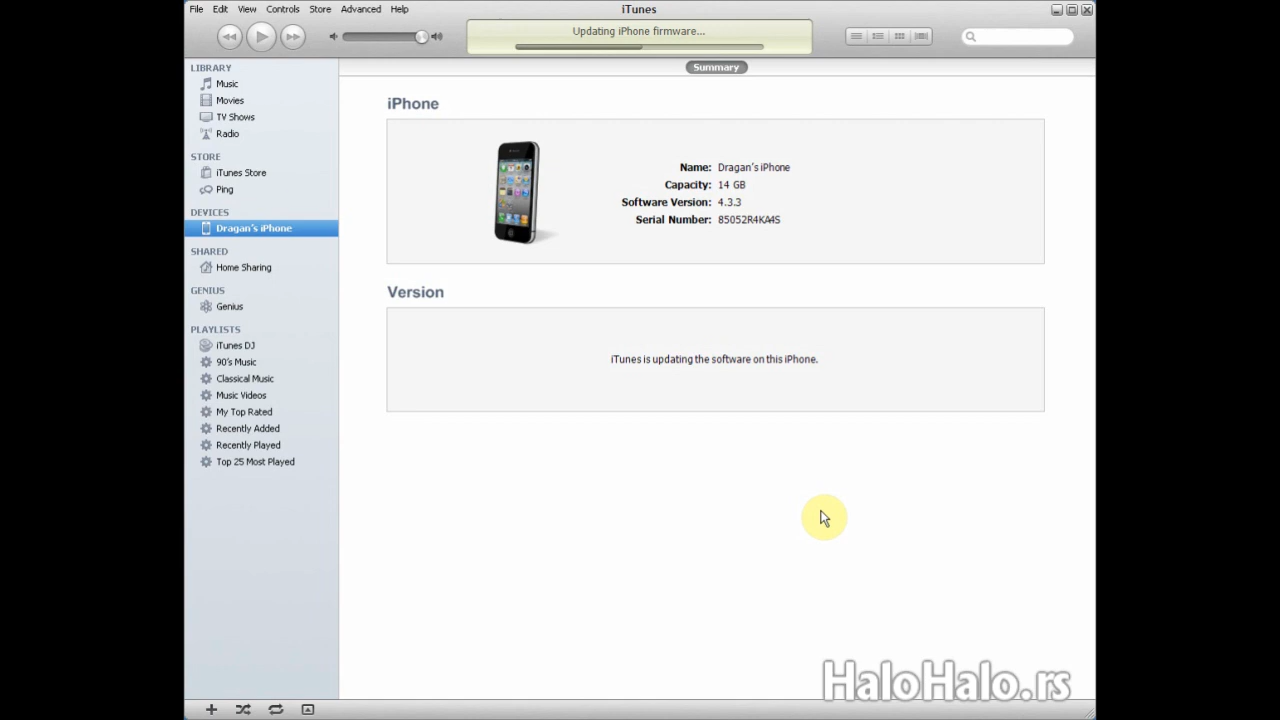 File Edit View Controls Store Advanced Help
iTunes
Updating iPhone firmware...
LIBRARY
Music
Movies
TV Shows
Radio
STORE
iTunes Store
Ping
DEVICES
Dragan's iPhone
SHARED
Home Sharing
GENIUS
Genius
PLAYLISTS
iTunes DJ
90's Music
Classical Music
Music Videos
My Top Rated
Recently Added
Recently Played
Top 25 Most Played
Summary
iPhone
Name: Dragan's iPhone
Capacity: 14 GB
Software Version: 4.3.3
Serial Number: 85052R4KA4S
Version
iTunes is updating the software on this iPhone.
HaloHalo.rs